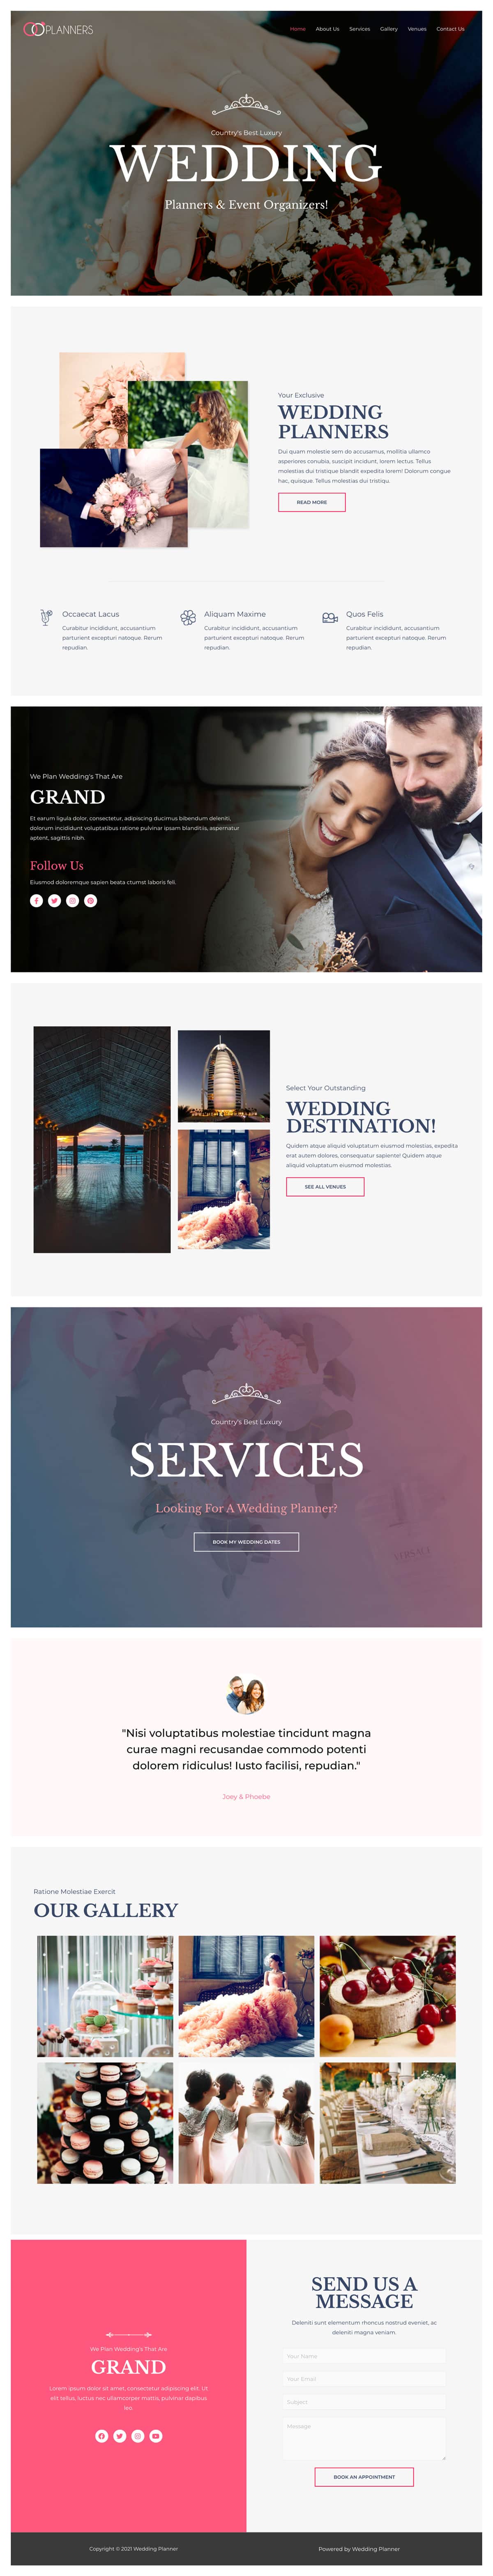 PLANNERS
Home About Us Services Gallery Venues Contact Us
Country's Best Luxury
WEDDING
Planners & Event Organizers!
Your Exclusive
WEDDING
PLANNERS
Dui quam molestie sem do accusamus, mollitia ullamco
asperiores conubia, suscipit incidunt, lorem lectus. Tellus
molestias dui tristique blandit expedita lorem! Dolorum congue
hac, quisque. Tellus molestias dui tristiqu.
READ MORE
Occaecat Lacus
Curabitur incididunt, accusantium
parturient excepturi natoque. Rerum
repudian.
Aliquam Maxime
Curabitur incididunt, accusantium
parturient excepturi natoque. Rerum
repudian.
Quos Felis
Curabitur incididunt, accusantium
parturient excepturi natoque. Rerum
repudian.
We Plan Wedding's That Are
GRAND
Et earum ligula dolor, consectetur, adipiscing ducimus bibendum deleniti,
dolorum incididunt voluptatibus ratione pulvinar ipsam blanditiis, aspernatur
aptent, sagittis nibh.
Follow Us
Eiusmod doloremque sapien beata ctumst laboris feli.
Select Your Outstanding
WEDDING
DESTINATION!
Quidem atque aliquid voluptatum eiusmod molestias, expedita
erat autem dolores, consequatur sapiente! Quidem atque
aliquid voluptatum eiusmod molestias.
SEE ALL VENUES
Country's Best Luxury
SERVICES
Looking For A Wedding Planner?
BOOK MY WEDDING DATES
VERSACE
"Nisi voluptatibus molestiae tincidunt magna
curae magni recusandae commodo potenti
dolorem ridiculus! Iusto facilisi, repudian."
Joey & Phoebe
Ratione Molestiae Exercit
OUR GALLERY
We Plan Wedding's That Are
GRAND
Lorem ipsum dolor sit amet, consectetur adipiscing elit. Ut
elit tellus, luctus nec ullamcorper mattis, pulvinar dapibus
leo.
SEND US A
MESSAGE
Deleniti sunt elementum rhoncus nostrud eveniet, ac
deleniti magna veniam.
Your Name
Your Email
Subject
Message
BOOK AN APPOINTMENT
Copyright © 2021 Wedding Planner
Powered by Wedding Planner